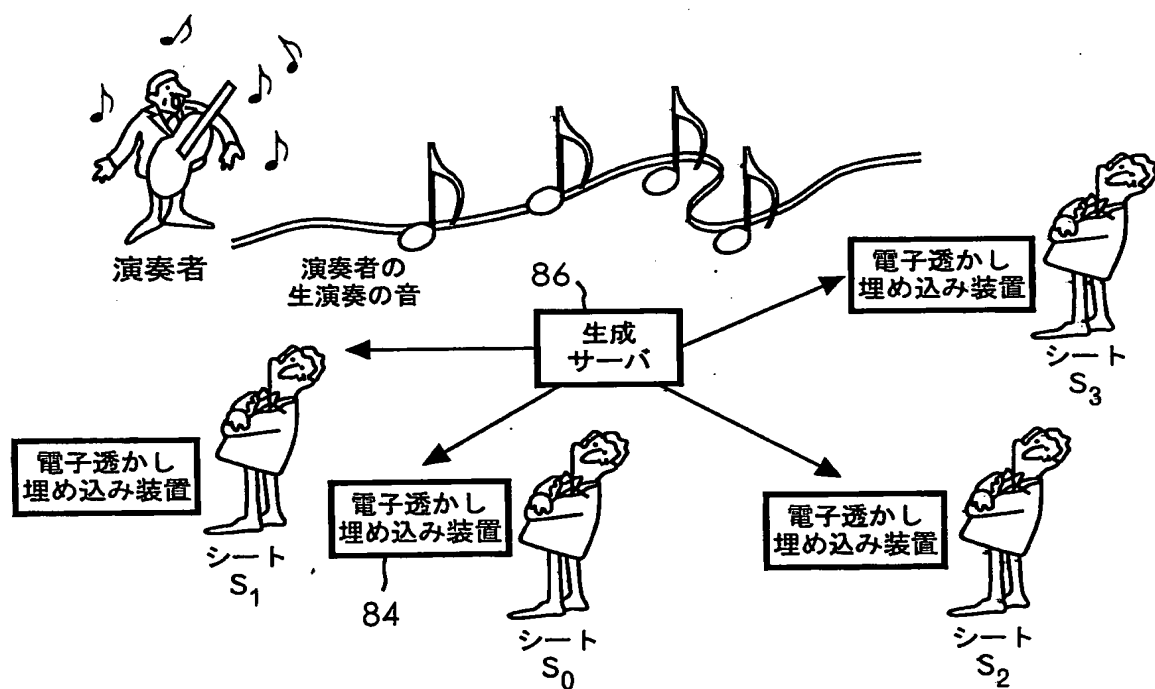 演奏者
演奏者の
生演奏の音
86
生成
サーバ
電子透かし
埋め込み装置
シート
S3
電子透かし
埋め込み装置
シート
S1
電子透かし
埋め込み装置
84
シート
S0
電子透かし
埋め込み装置
シート
S2